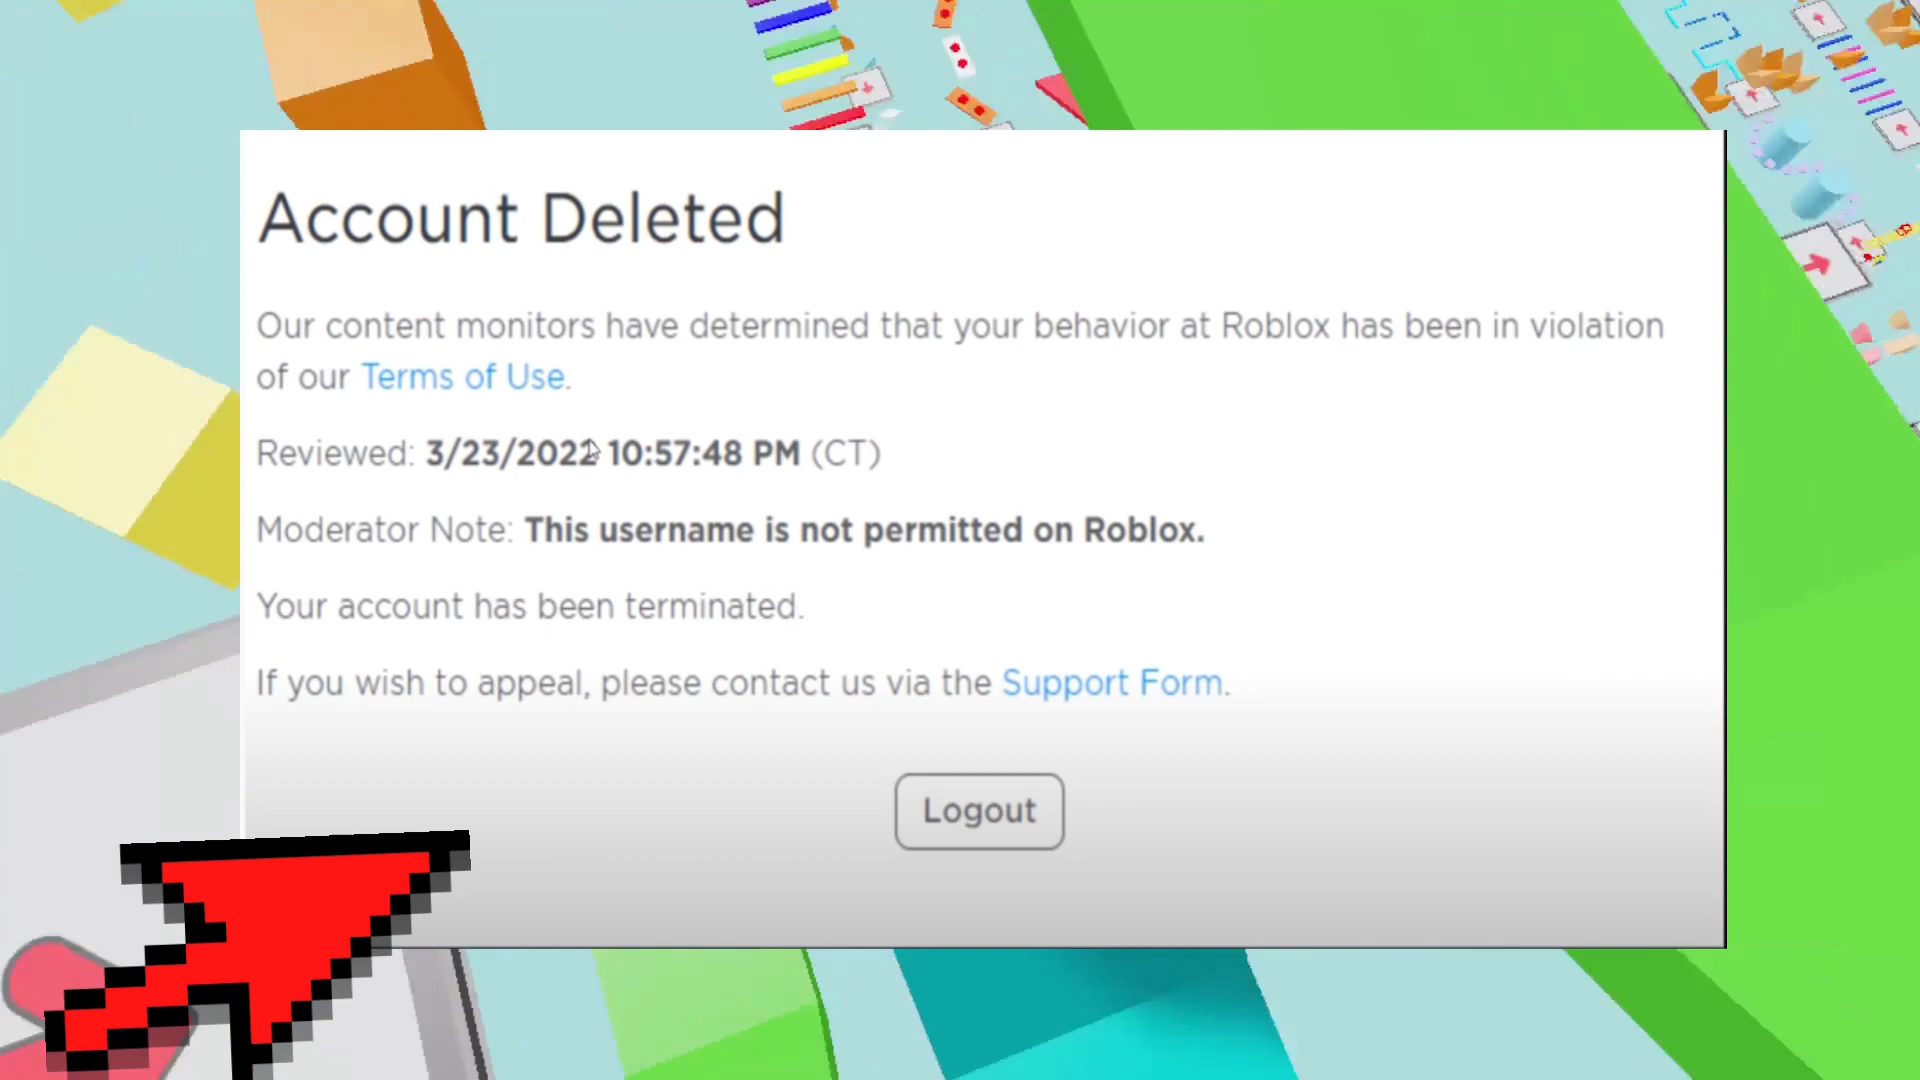 Account Deleted
Our content monitors have determined that your behavior at Roblox has been in violation
of our Terms of Use.
Reviewed: 3/23/2022 10:57:48 PM (CT)
Moderator Note: This username is not permitted on Roblox.
Your account has been terminated.
If you wish to appeal, please contact us via the Support Form.
Logout